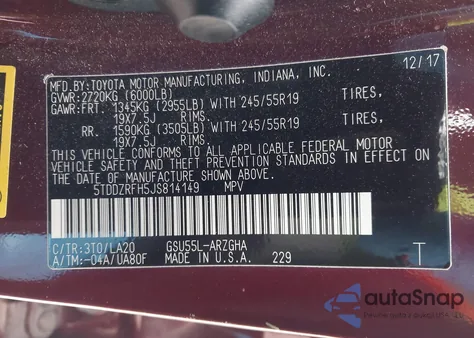 MFD.BY:TOYOTA MOTOR MANUFACTURING, INDIANA, INC. 12/17
GVWR:2720KG (6000LB)
GAWR:FRT. 1345KG (2955LB) WITH 245/55R19 TIRES,
19X7.5J RIMS.
RR. 1590KG (3505LB) WITH 245/55R19 TIRES,
19X7.5J RIMS.
THIS VEHICLE CONFORMS TO ALL APPLICABLE FEDERAL MOTOR
VEHICLE SAFETY AND THEFT PREVENTION STANDARDS IN EFFECT ON
THE DATE OF MANUFACTURE SHOWN ABOVE.
5TDDZRFH5JS814149 MPV
C/TR:3T0/LA20 GSU55L-ARZGHA
A/TM:-04A/UA80F MADE IN U.S.A. 229 T
autoSnap